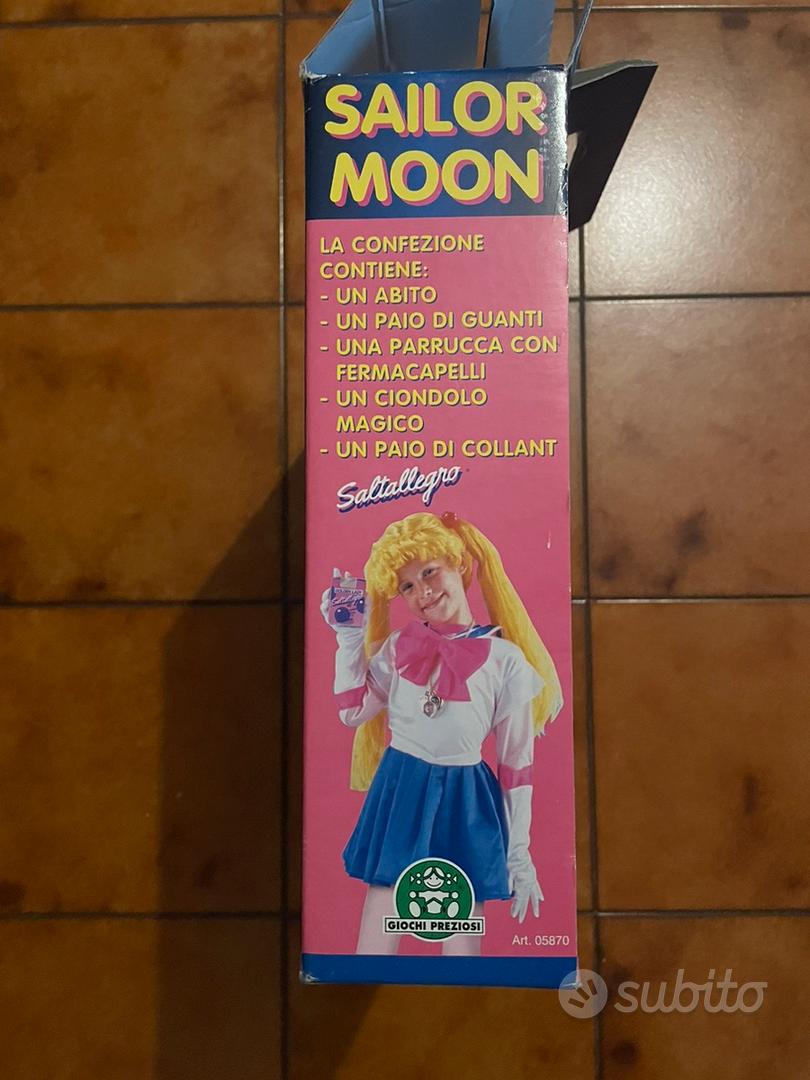 SAILOR
MOON
LA CONFEZIONE
CONTIENE:
- UN ABITO
- UN PAIO DI GUANTI
- UNA PARRUCCA CON
FERMACAPELLI
- UN CIONDOLO
MAGICO
- UN PAIO DI COLLANT
Saltallegro
GIOCHI PREZIOSI
Art. 05870
subito